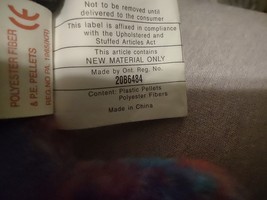 Not to be removed until
delivered to the consumer.
This label is affixed in compliance
with the Upholstered and
Stuffed Articles Act
This article contains
NEW MATERIAL ONLY
Made by Ont. Reg. No.
20B6484
Content: Plastic Pellets
Polyester Fibers
Made in China
CE
POLYESTER FIBER
& P.E. PELLETS